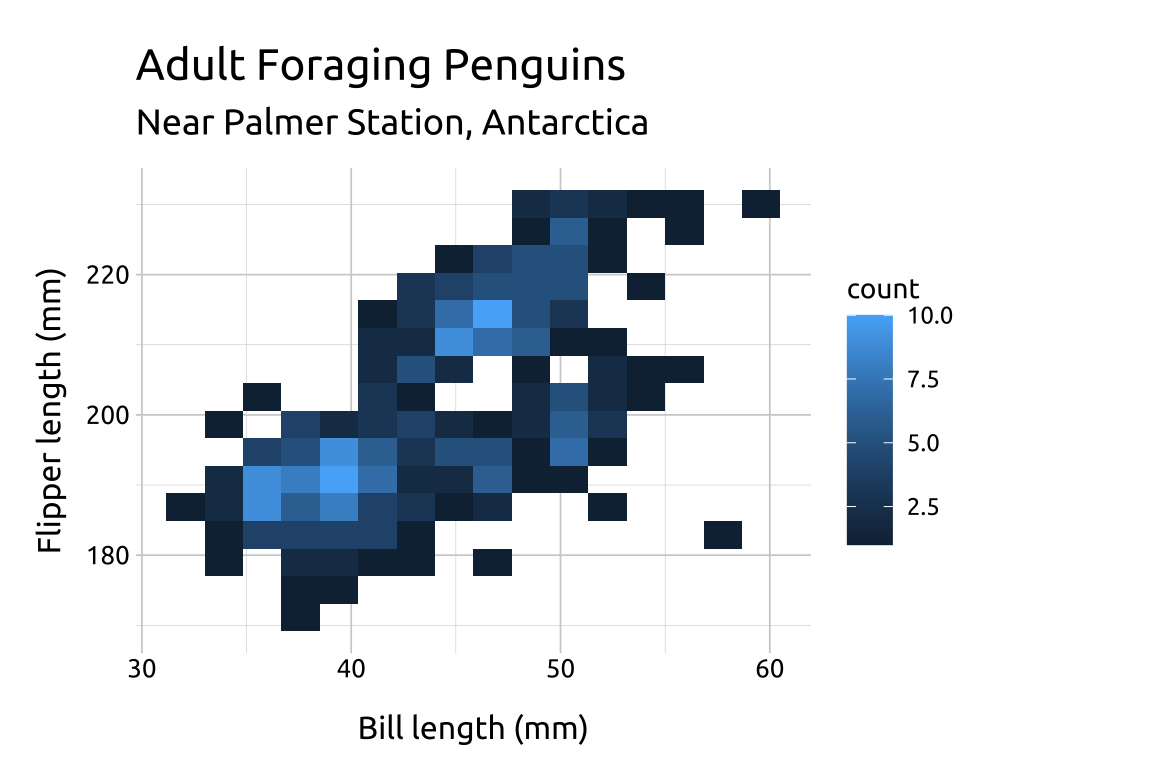 Adult Foraging Penguins
Near Palmer Station, Antarctica
Flipper length (mm)
220
200
180
30 40 50 60
Bill length (mm)
count
10.0
7.5
5.0
2.5